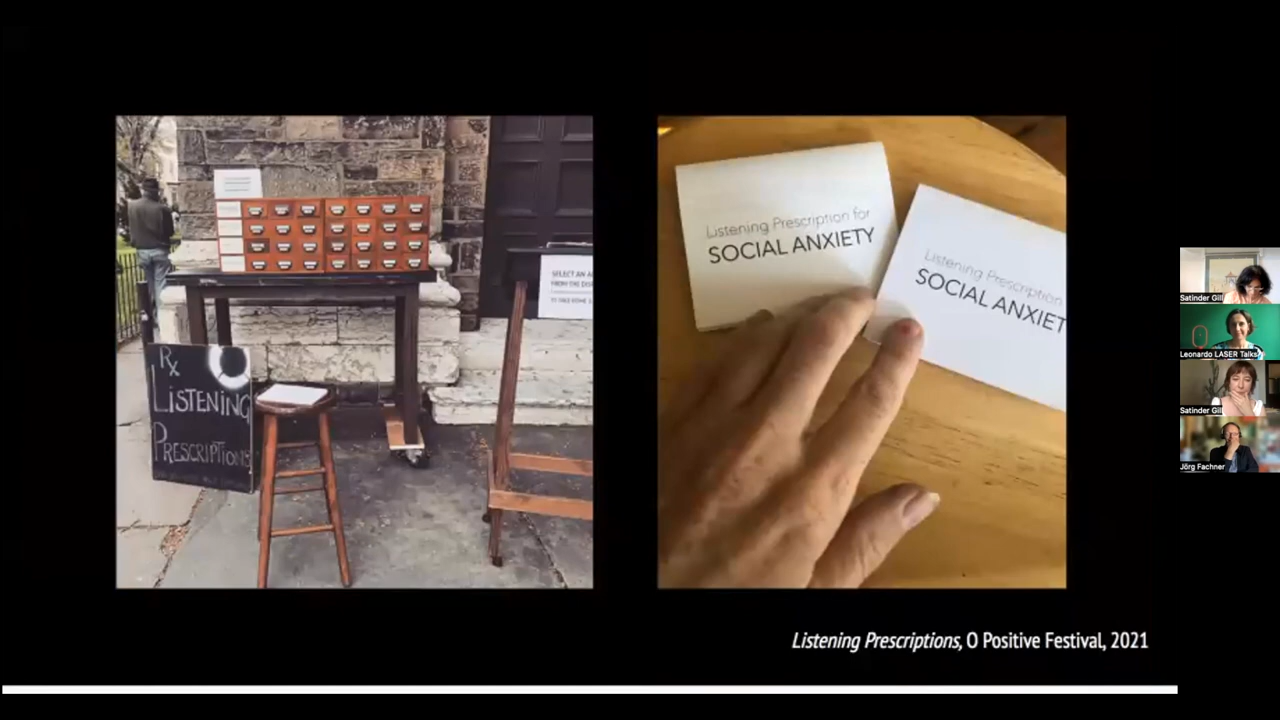 SELECT AN A
FROM THE DIS
Rx
LISTENING
PRESCRIPTIONS
Listening Prescription for
SOCIAL ANXIETY
Listening Prescription
SOCIAL ANXIET
Listening Prescriptions, O Positive Festival, 2021
Satinder Gill
Leonardo LASER Talks
Satinder Gill
Jörg Fachner